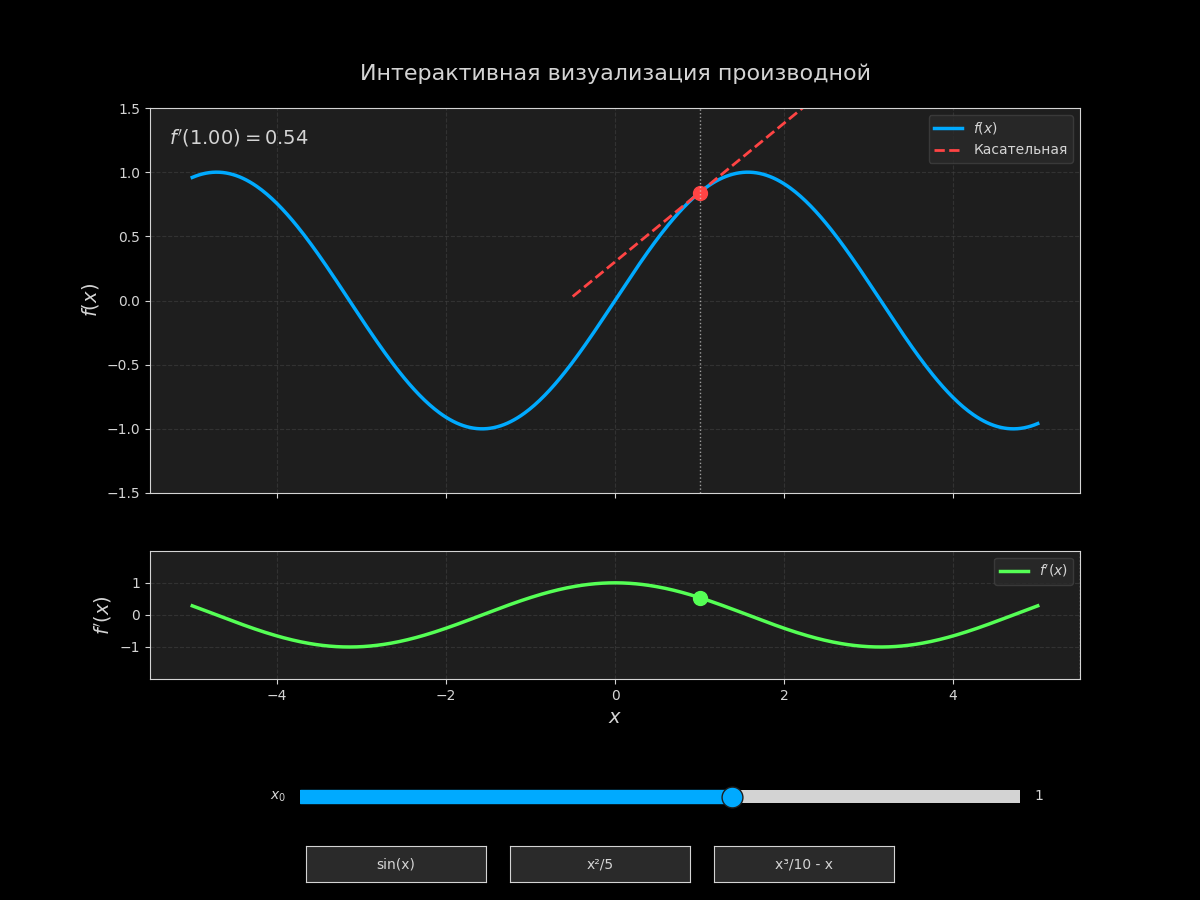 Интерактивная визуализация производной
f′(1.00) = 0.54
f(x)
Касательная
1.5
1.0
0.5
0.0
−0.5
−1.0
−1.5
f(x)
f′(x)
1
0
−1
f′(x)
−4 −2 0 2 4
x
x₀ 1
sin(x) x²/5 x³/10 - x